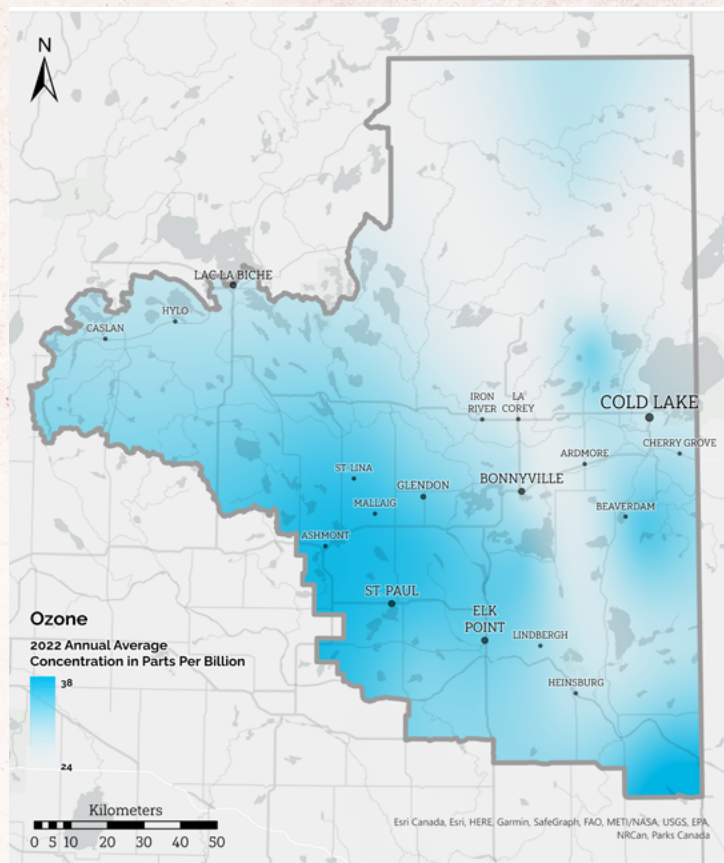 N
LAC LA BICHE
HYLO
CASLAN
IRON
RIVER
LA
COREY
COLD LAKE
CHERRY GROVE
ARDMORE
ST. LINA
GLENDON
BONNYVILLE
MALLAIG
BEAVERDAM
ASHMONT
ST. PAUL
ELK
POINT
LINDBERGH
HEINSBURG
Ozone
2022 Annual Average
Concentration in Parts Per Billion
38
24
Kilometers
0 5 10 20 30 40 50
Esri Canada, Esri, HERE, Garmin, SafeGraph, FAO, METI/NASA, USGS, EPA,
NRCan, Parks Canada